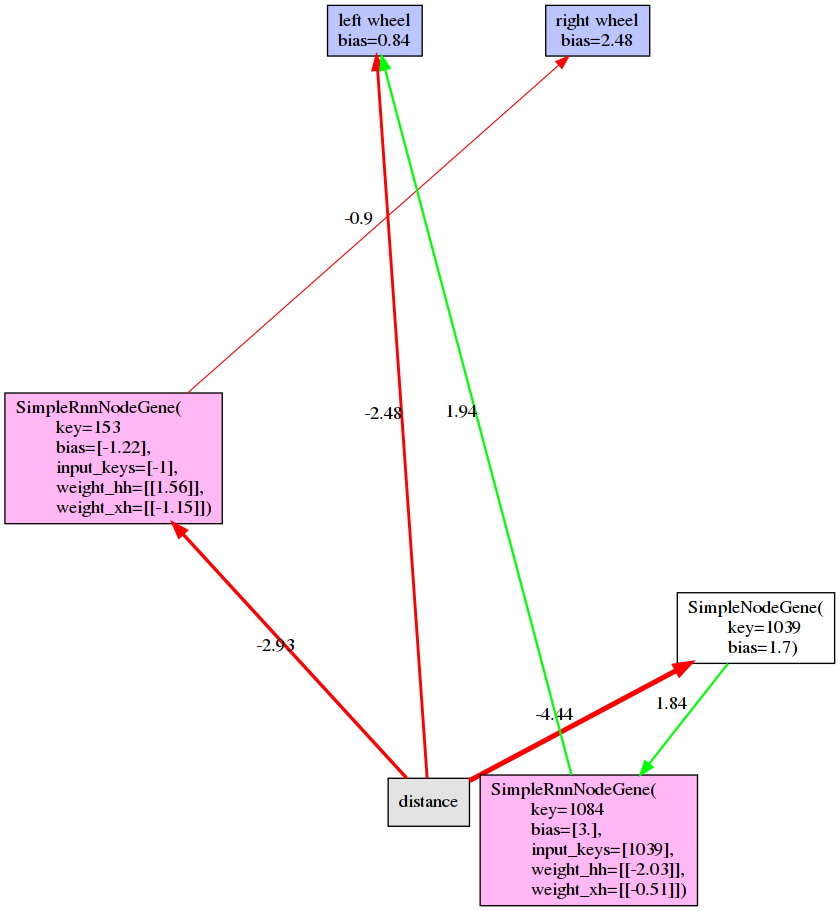 left wheel
bias=0.84
right wheel
bias=2.48
-0.9
-2.48
1.94
SimpleRnnNodeGene(
key=153
bias=[-1.22],
input_keys=[-1],
weight_hh=[[1.56]],
weight_xh=[[-1.15]])
-2.93
SimpleNodeGene(
key=1039
bias=1.7)
-4.44
1.84
distance
SimpleRnnNodeGene(
key=1084
bias=[3.],
input_keys=[1039],
weight_hh=[[-2.03]],
weight_xh=[[-0.51]])